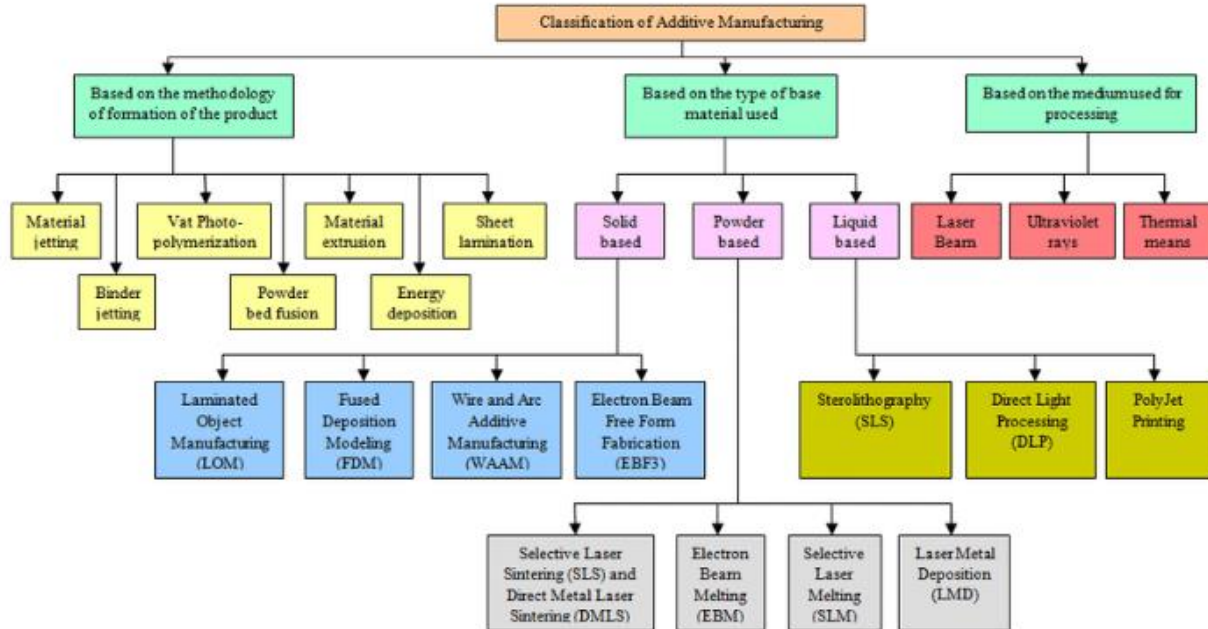 Classification of Additive Manufacturing
Based on the methodology
of formation of the product
Based on the type of base
material used
Based on the medium used for
processing
Material
jetting
Vat Photo-
polymerization
Material
extrusion
Sheet
lamination
Solid
based
Powder
based
Liquid
based
Laser
Beam
Ultraviolet
rays
Thermal
means
Binder
jetting
Powder
bed fusion
Energy
deposition
Laminated
Object
Manufacturing
(LOM)
Fused
Deposition
Modeling
(FDM)
Wire and Arc
Additive
Manufacturing
(WAAM)
Electron Beam
Free Form
Fabrication
(EBF3)
Sterolithography
(SLS)
Direct Light
Processing
(DLP)
PolyJet
Printing
Selective Laser
Sintering (SLS) and
Direct Metal Laser
Sintering (DMLS)
Electron
Beam
Melting
(EBM)
Selective
Laser
Melting
(SLM)
Laser Metal
Deposition
(LMD)